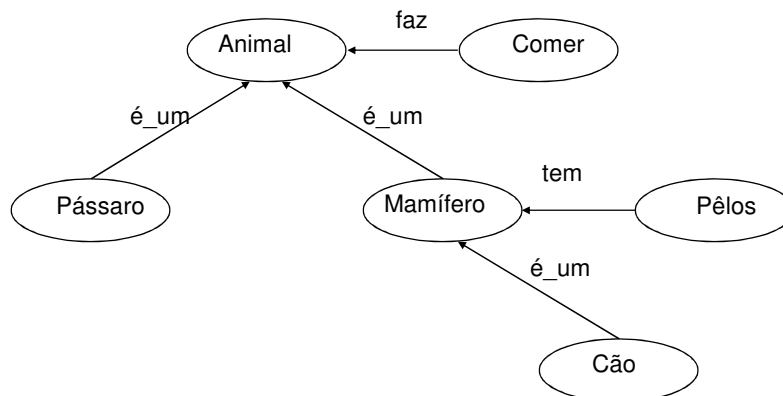 faz
Animal
Comer
é_um
é_um
Pássaro
Mamífero
tem
Pêlos
é_um
Cão